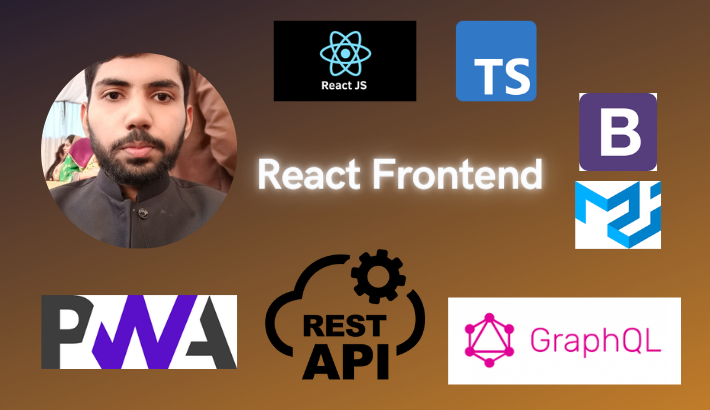 React JS
TS
B
React Frontend
PWA
REST
API
GraphQL